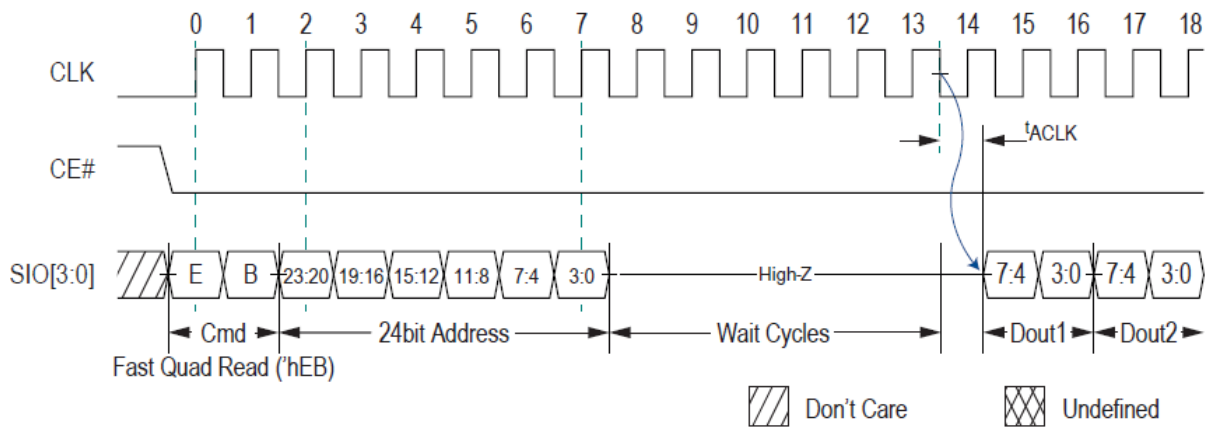 0 1 2 3 4 5 6 7 8 9 10 11 12 13 14 15 16 17 18
CLK
tACLK
CE#
SIO[3:0] E B 23:20 19:16 15:12 11:8 7:4 3:0 High-Z 7:4 3:0 7:4 3:0
Cmd 24bit Address Wait Cycles Dout1 Dout2
Fast Quad Read ('hEB)
Don't Care Undefined